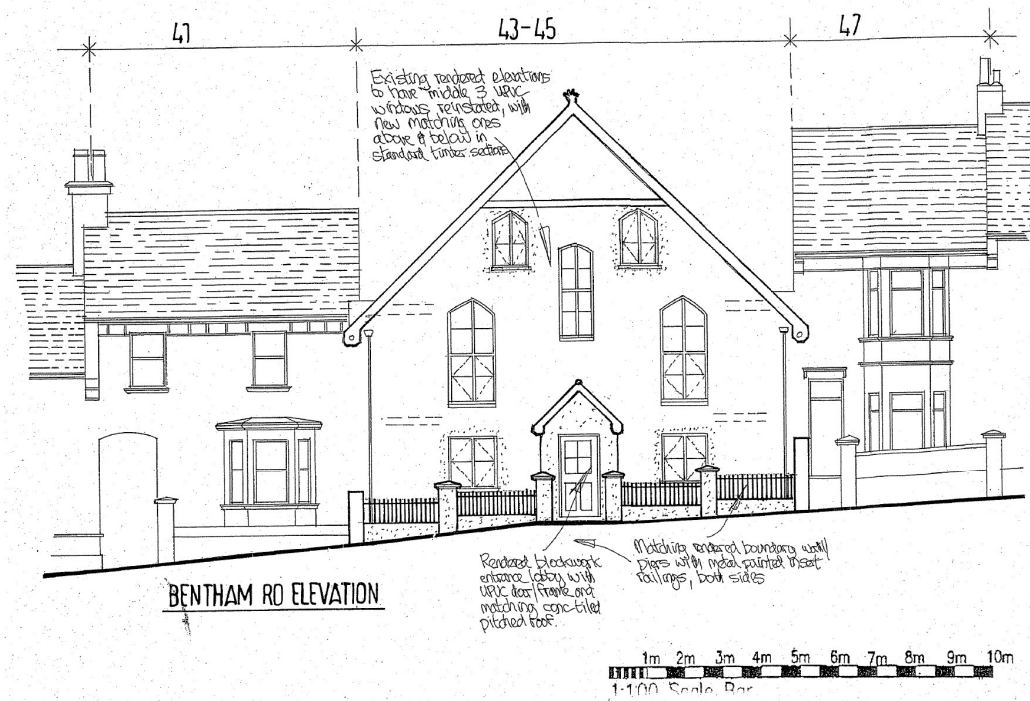 41
43-45
47
Existing rendered elevations
to have middle 3 UPVC
windows reinstated, with
new matching ones
above & below in
standard timber sections
Rendered blockwork
entrance lobby with
UPVC door/frame and
matching conc tiled
pitched roof.
Matching rendered boundary wall/
piers with metal painted inset
railings, both sides
BENTHAM RD ELEVATION
1m 2m 3m 4m 5m 6m 7m 8m 9m 10m
1:100 Scale Bar